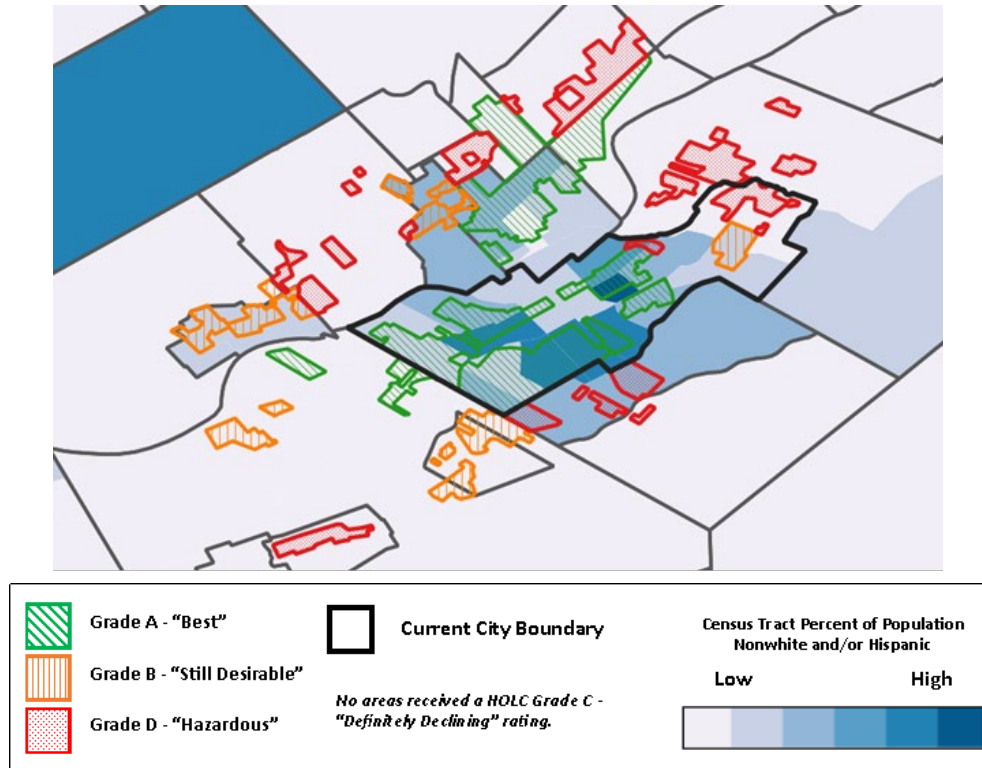 Grade A - “Best”
Grade B - “Still Desirable”
Grade D - “Hazardous”
Current City Boundary
No areas received a HOLC Grade C -
“Definitely Declining” rating.
Census Tract Percent of Population
Nonwhite and/or Hispanic
Low High